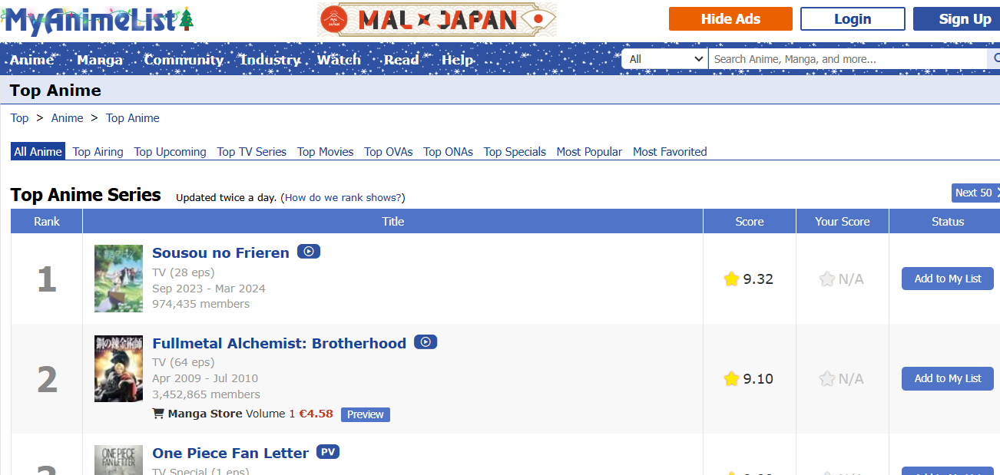 MyAnimeList
MAL × JAPAN
Hide Ads
Login
Sign Up
Anime Manga Community Industry Watch Read Help
All
Search Anime, Manga, and more...
Top Anime
Top > Anime > Top Anime
All Anime Top Airing Top Upcoming Top TV Series Top Movies Top OVAs Top ONAs Top Specials Most Popular Most Favorited
Top Anime Series Updated twice a day. (How do we rank shows?) Next 50
Rank Title Score Your Score Status
1
Sousou no Frieren
TV (28 eps)
Sep 2023 - Mar 2024
974,435 members
9.32
N/A
Add to My List
2
鋼の錬金術師
Fullmetal Alchemist: Brotherhood
TV (64 eps)
Apr 2009 - Jul 2010
3,452,865 members
Manga Store Volume 1 €4.58 Preview
9.10
N/A
Add to My List
ONE PIECE
FAN LETTER
One Piece Fan Letter PV
TV Special (1 eps)